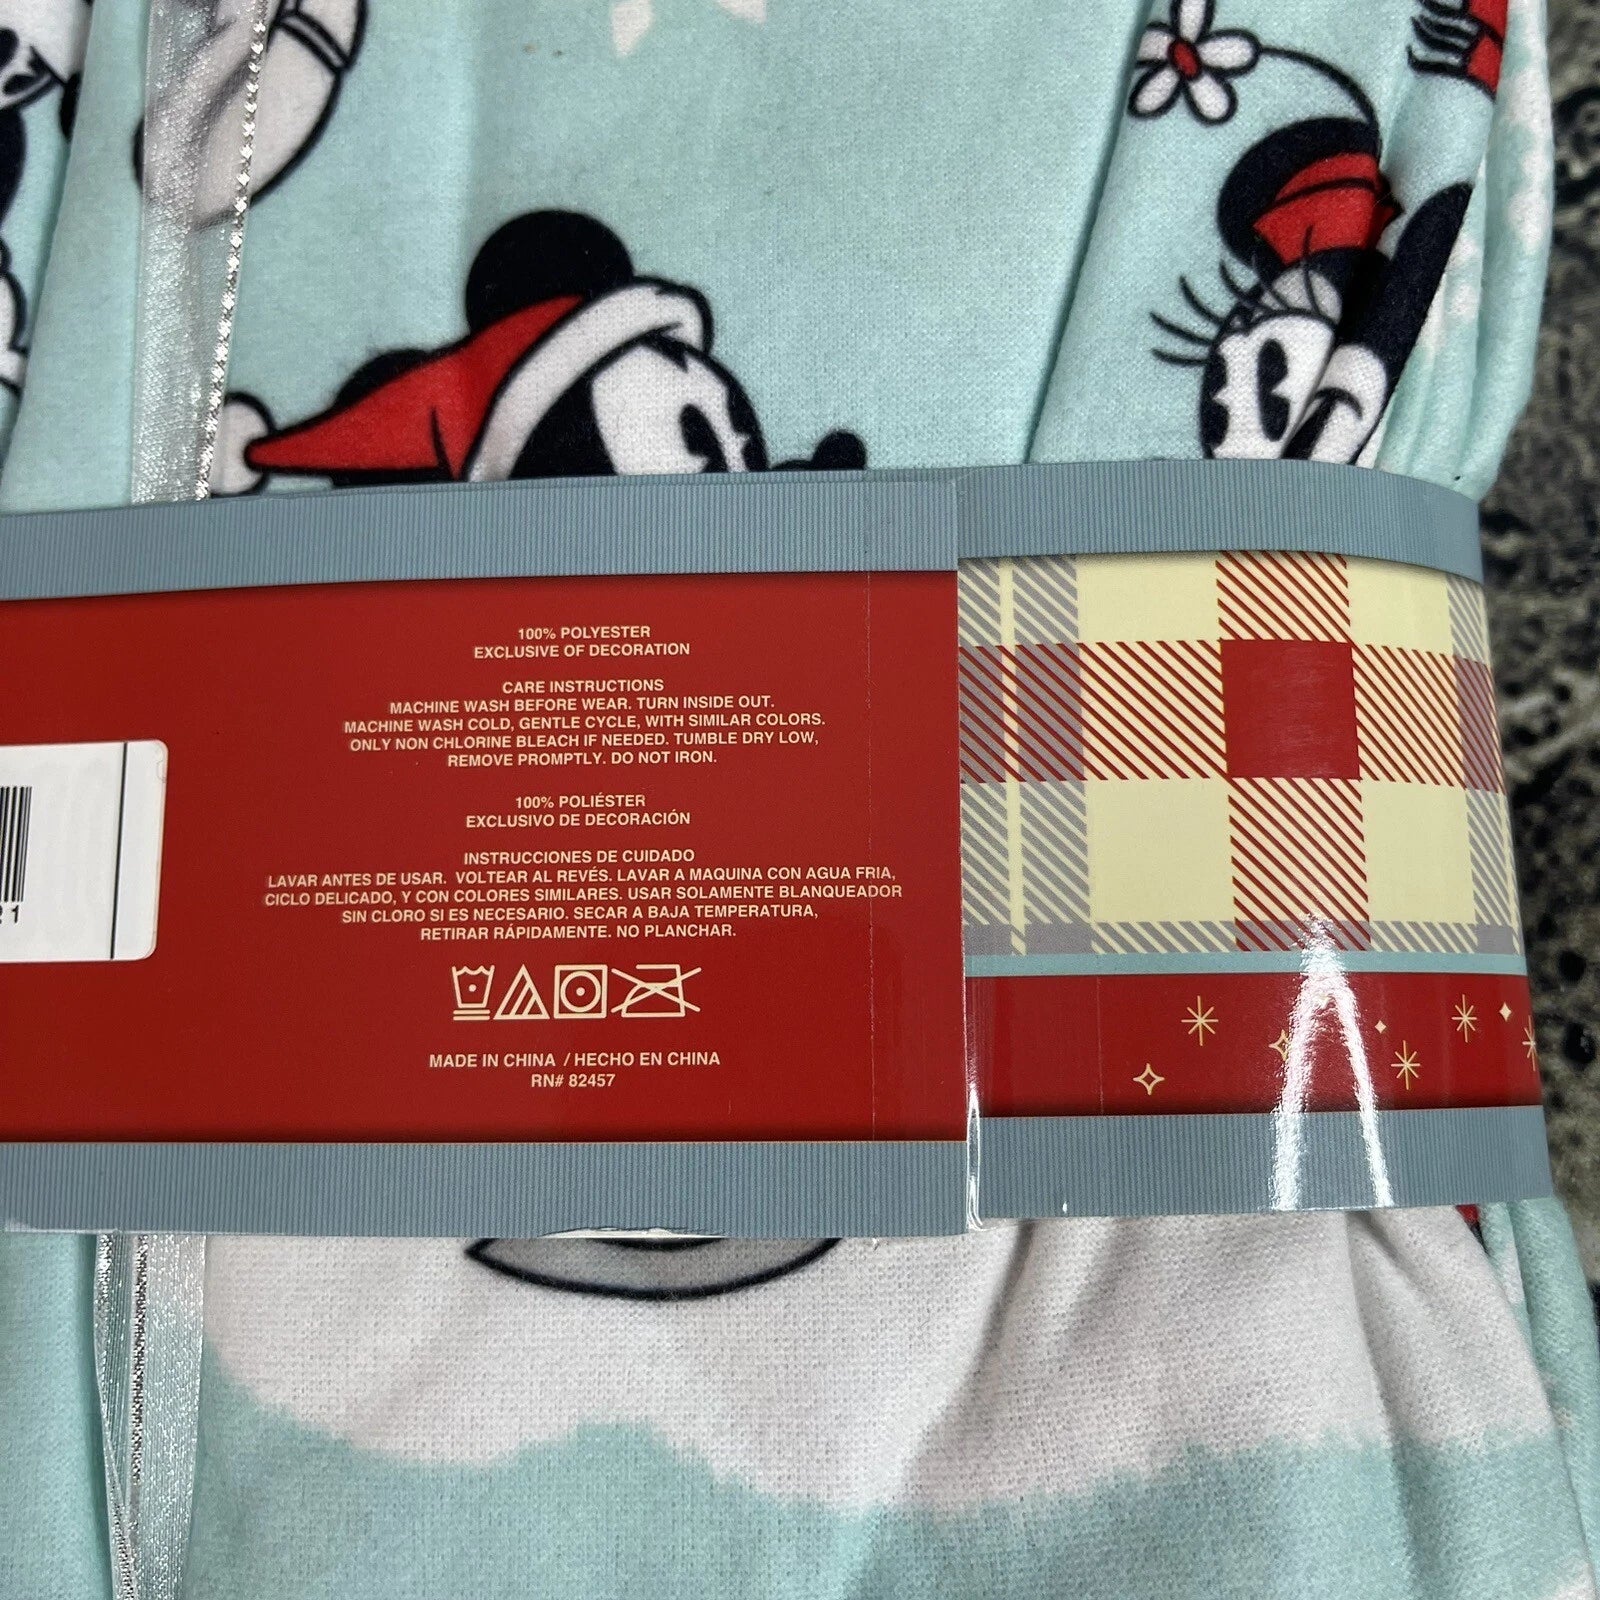 100% POLYESTER
EXCLUSIVE OF DECORATION
CARE INSTRUCTIONS
MACHINE WASH BEFORE WEAR. TURN INSIDE OUT.
MACHINE WASH COLD, GENTLE CYCLE, WITH SIMILAR COLORS.
ONLY NON CHLORINE BLEACH IF NEEDED. TUMBLE DRY LOW,
REMOVE PROMPTLY. DO NOT IRON.
100% POLIÉSTER
EXCLUSIVO DE DECORACIÓN
INSTRUCCIONES DE CUIDADO
LAVAR ANTES DE USAR. VOLTEAR AL REVÉS. LAVAR A MAQUINA CON AGUA FRIA,
CICLO DELICADO, Y CON COLORES SIMILARES. USAR SOLAMENTE BLANQUEADOR
SIN CLORO SI ES NECESARIO. SECAR A BAJA TEMPERATURA,
RETIRAR RÁPIDAMENTE. NO PLANCHAR.
MADE IN CHINA / HECHO EN CHINA
RN# 82457